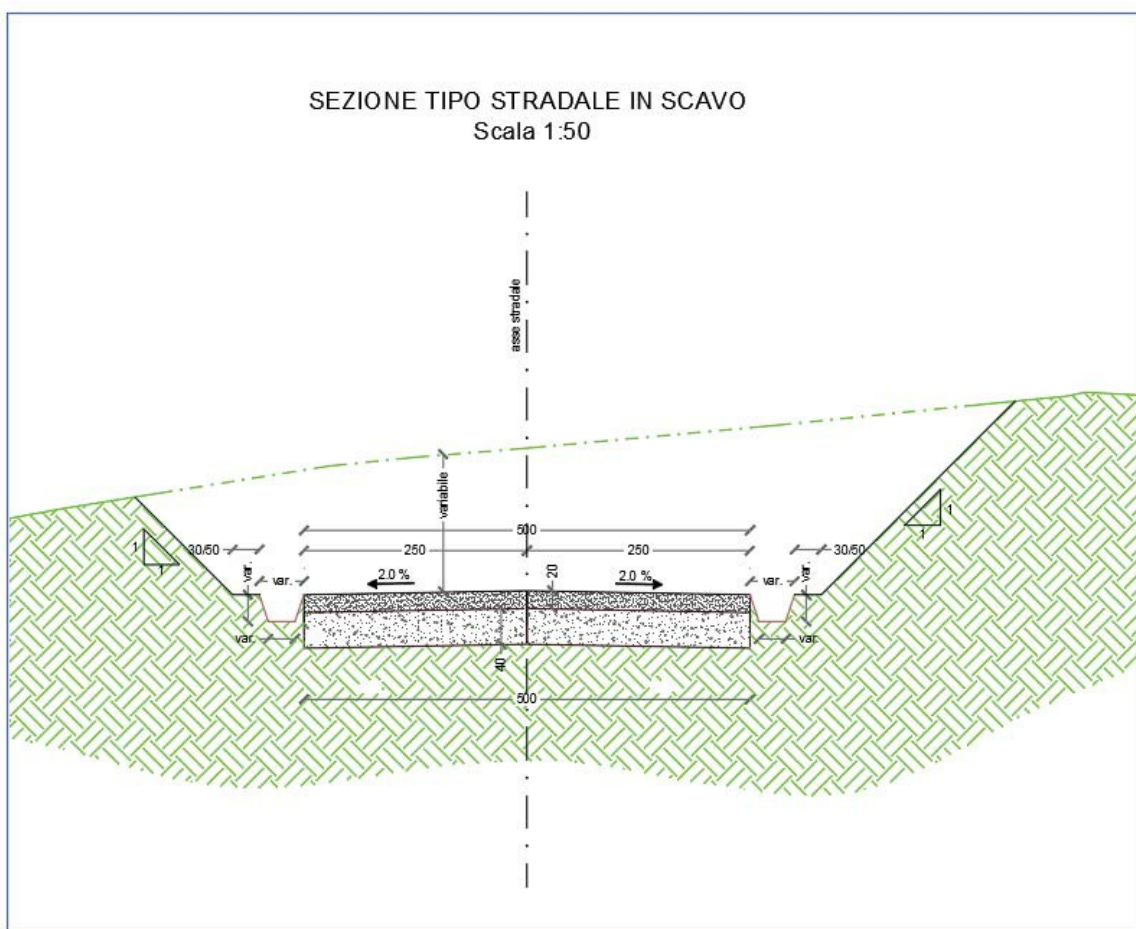 SEZIONE TIPO STRADALE IN SCAVO
Scala 1:50
asse stradale
variabile
500
1
1
30/50
250
250
30/50
1
1
var.
var.
2.0 %
20
2.0 %
var.
var.
var.
var.
40
500